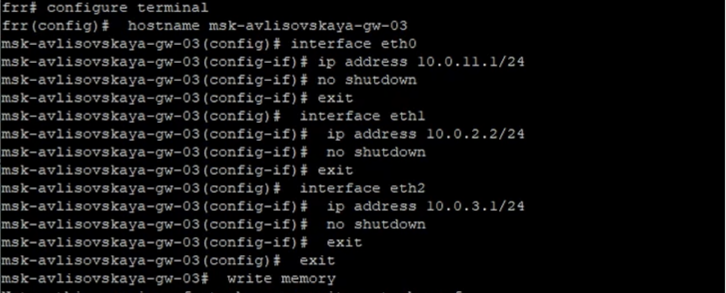 frr# configure terminal
frr(config)#  hostname msk-avlisovskaya-gw-03
msk-avlisovskaya-gw-03(config)# interface eth0
msk-avlisovskaya-gw-03(config-if)# ip address 10.0.11.1/24
msk-avlisovskaya-gw-03(config-if)# no shutdown
msk-avlisovskaya-gw-03(config-if)# exit
msk-avlisovskaya-gw-03(config)#  interface eth1
msk-avlisovskaya-gw-03(config-if)#  ip address 10.0.2.2/24
msk-avlisovskaya-gw-03(config-if)#  no shutdown
msk-avlisovskaya-gw-03(config-if)# exit
msk-avlisovskaya-gw-03(config)#  interface eth2
msk-avlisovskaya-gw-03(config-if)#  ip address 10.0.3.1/24
msk-avlisovskaya-gw-03(config-if)#  no shutdown
msk-avlisovskaya-gw-03(config-if)#  exit
msk-avlisovskaya-gw-03(config)#  exit
msk-avlisovskaya-gw-03#  write memory